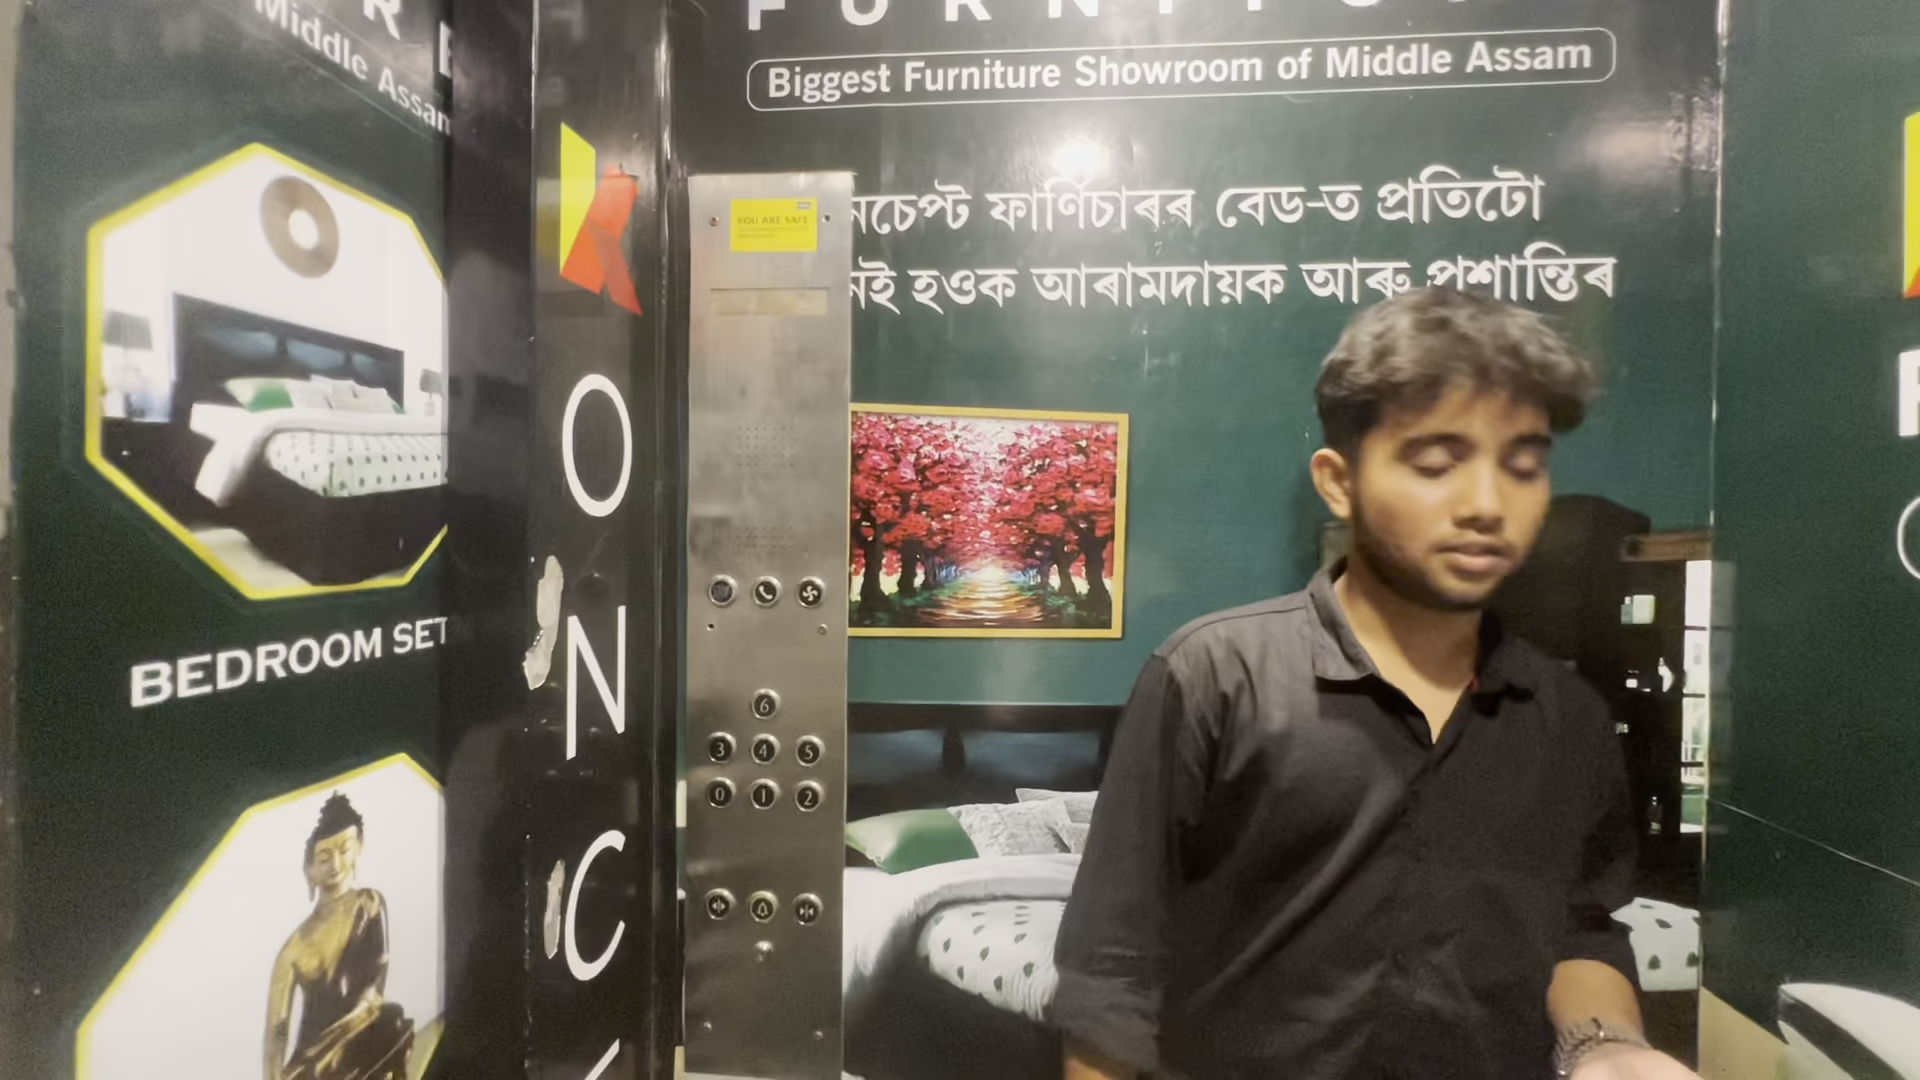 Middle Assam
BEDROOM SET
O
N
C
FURNITU
Biggest Furniture Showroom of Middle Assam
নচেপ্ট ফাৰ্ণিচাৰৰ বেড-ত প্ৰতিটো
নই হওক আৰামদায়ক আৰু প্ৰশান্তিৰ
YOU ARE SAFE
6
3 4 5
0 1 2